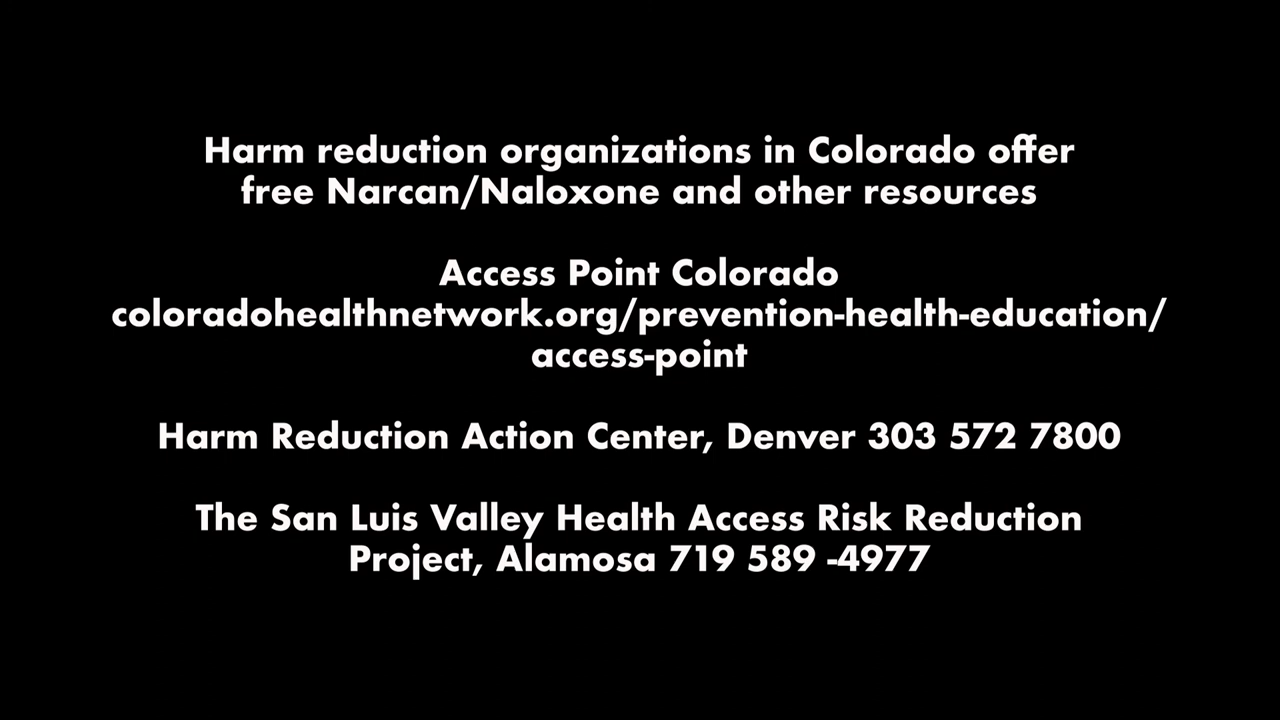 Harm reduction organizations in Colorado offer
free Narcan/Naloxone and other resources
Access Point Colorado
coloradohealthnetwork.org/prevention-health-education/
access-point
Harm Reduction Action Center, Denver 303 572 7800
The San Luis Valley Health Access Risk Reduction
Project, Alamosa 719 589 -4977